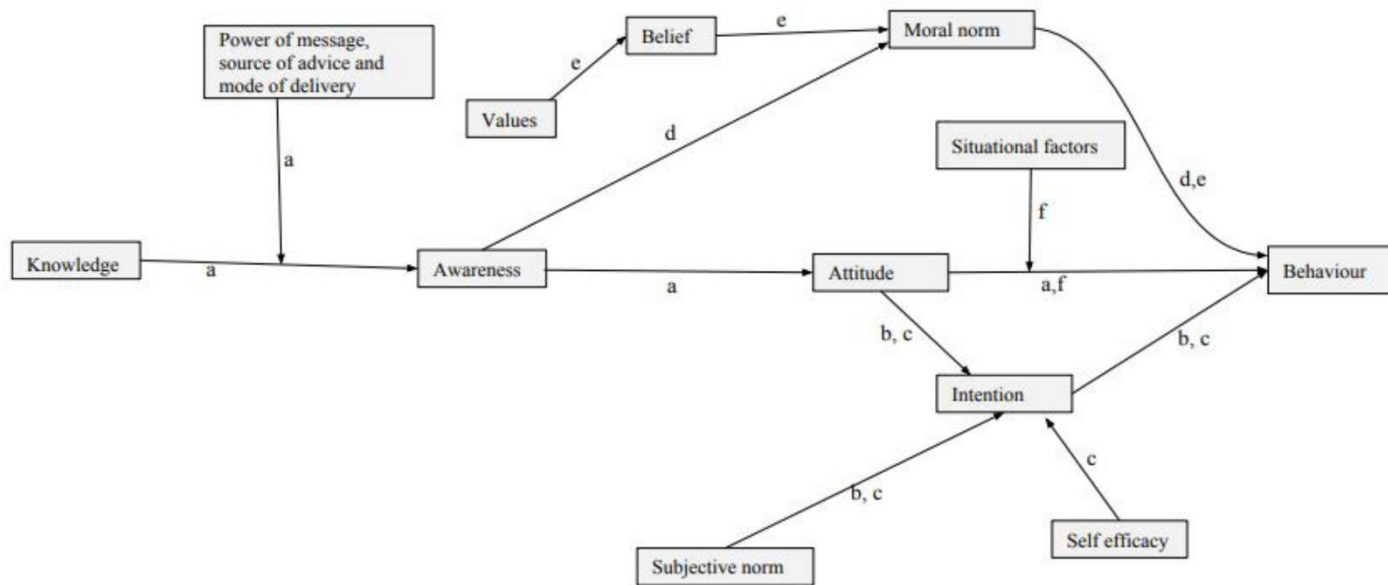 Power of message,
source of advice and
mode of delivery
Belief
e
Moral norm
e
Values
d
Situational factors
a
d,e
f
Knowledge
a
Awareness
a
Attitude
a,f
Behaviour
b, c
b, c
Intention
c
b, c
Self efficacy
Subjective norm